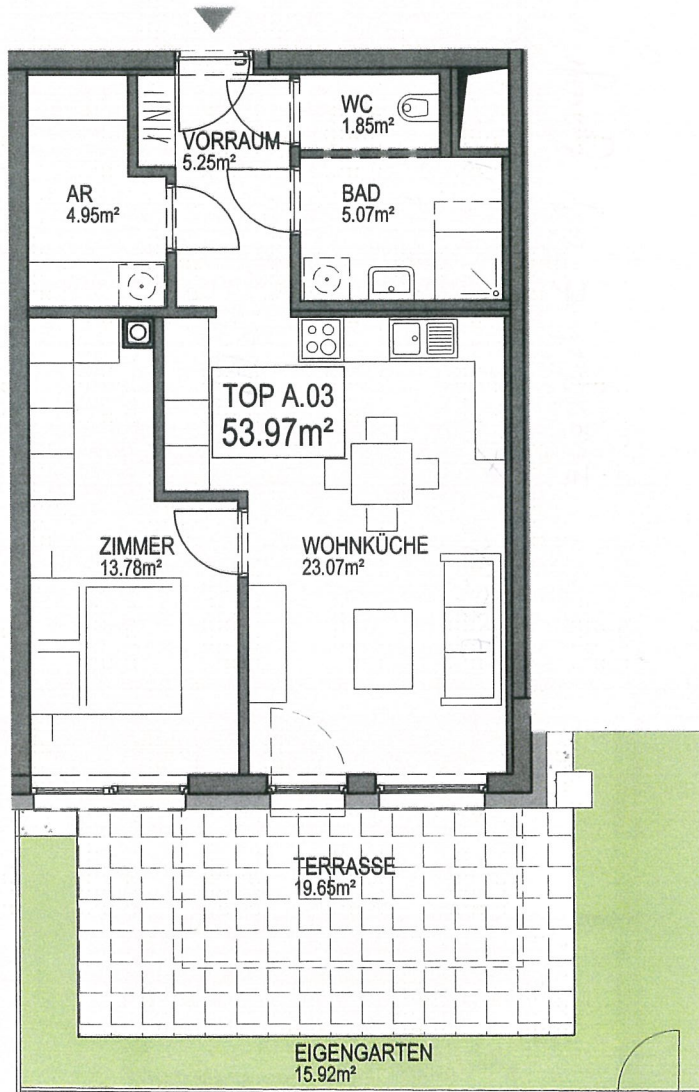 WC
1.85m²
VORRAUM
5.25m²
AR
4.95m²
BAD
5.07m²
TOP A.03
53.97m²
ZIMMER
13.78m²
WOHNKÜCHE
23.07m²
TERRASSE
19.65m²
EIGENGARTEN
15.92m²